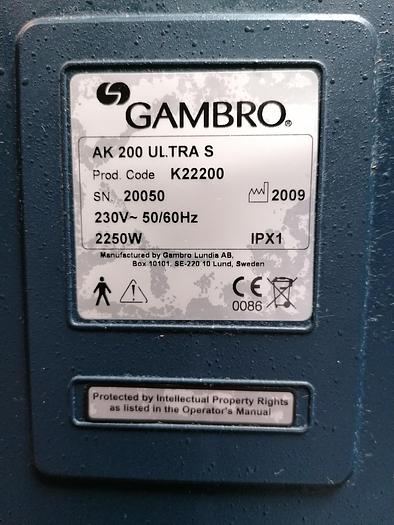 GAMBRO®
AK 200 ULTRA S
Prod. Code K22200
SN 20050 2009
230V~ 50/60Hz
2250W IPX1
Manufactured by Gambro Lundia AB,
Box 10101, SE-220 10 Lund, Sweden
CE
0086
Protected by Intellectual Property Rights
as listed in the Operator's Manual